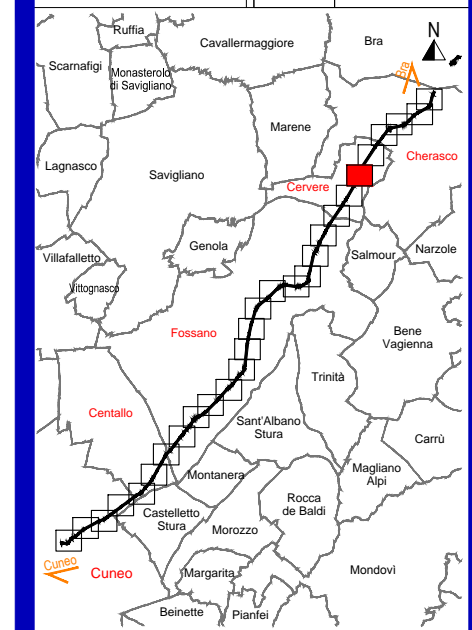 Ruffia
Cavallermaggiore
Bra
N
Scarnafigi
Monasterolo
di Savigliano
Bra
Marene
Cherasco
Lagnasco
Savigliano
Cervere
Genola
Salmour
Narzole
Villafalletto
Vittognasco
Fossano
Bene
Vagienna
Trinità
Centallo
Sant'Albano
Stura
Carrù
Magliano
Alpi
Montanera
Rocca
de Baldi
Castelletto
Stura
Morozzo
Cuneo
Cuneo
Margarita
Mondovì
Beinette
Pianfei